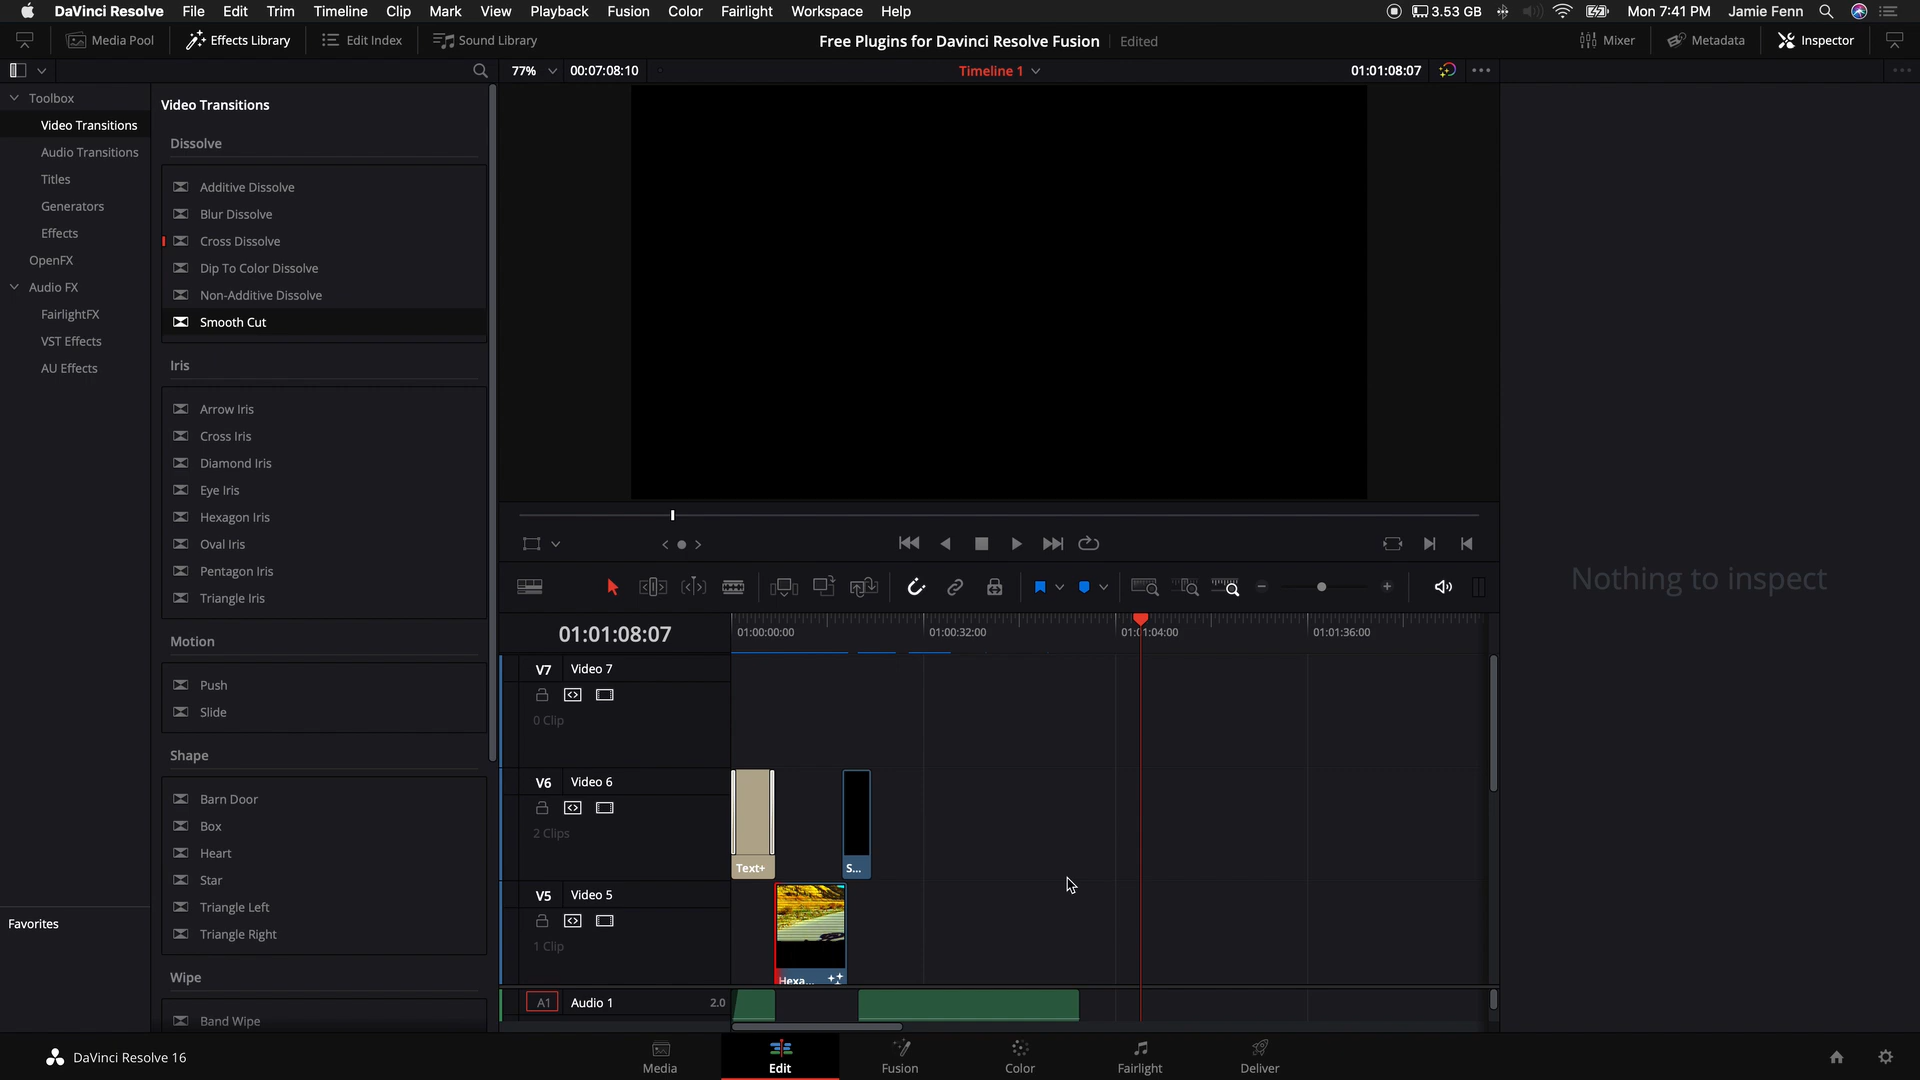 DaVinci Resolve File Edit Trim Timeline Clip Mark View Playback Fusion Color Fairlight Workspace Help 3.53 GB Mon 7:41 PM Jamie Fenn
Media Pool Effects Library Edit Index Sound Library Free Plugins for Davinci Resolve Fusion Edited Mixer Metadata Inspector
77% 00:07:08:10 Timeline 1 01:01:08:07
Toolbox
Video Transitions
Audio Transitions
Titles
Generators
Effects
OpenFX
Audio FX
FairlightFX
VST Effects
AU Effects
Favorites
Video Transitions
Dissolve
Additive Dissolve
Blur Dissolve
Cross Dissolve
Dip To Color Dissolve
Non-Additive Dissolve
Smooth Cut
Iris
Arrow Iris
Cross Iris
Diamond Iris
Eye Iris
Hexagon Iris
Oval Iris
Pentagon Iris
Triangle Iris
Motion
Push
Slide
Shape
Barn Door
Box
Heart
Star
Triangle Left
Triangle Right
Wipe
Band Wipe
Nothing to inspect
01:01:08:07 01:00:00:00 01:00:32:00 01:01:04:00 01:01:36:00
V7 Video 7
0 Clip
V6 Video 6
2 Clips
Text+ S...
V5 Video 5
1 Clip
Hexa...
A1 Audio 1 2.0
DaVinci Resolve 16 Media Edit Fusion Color Fairlight Deliver